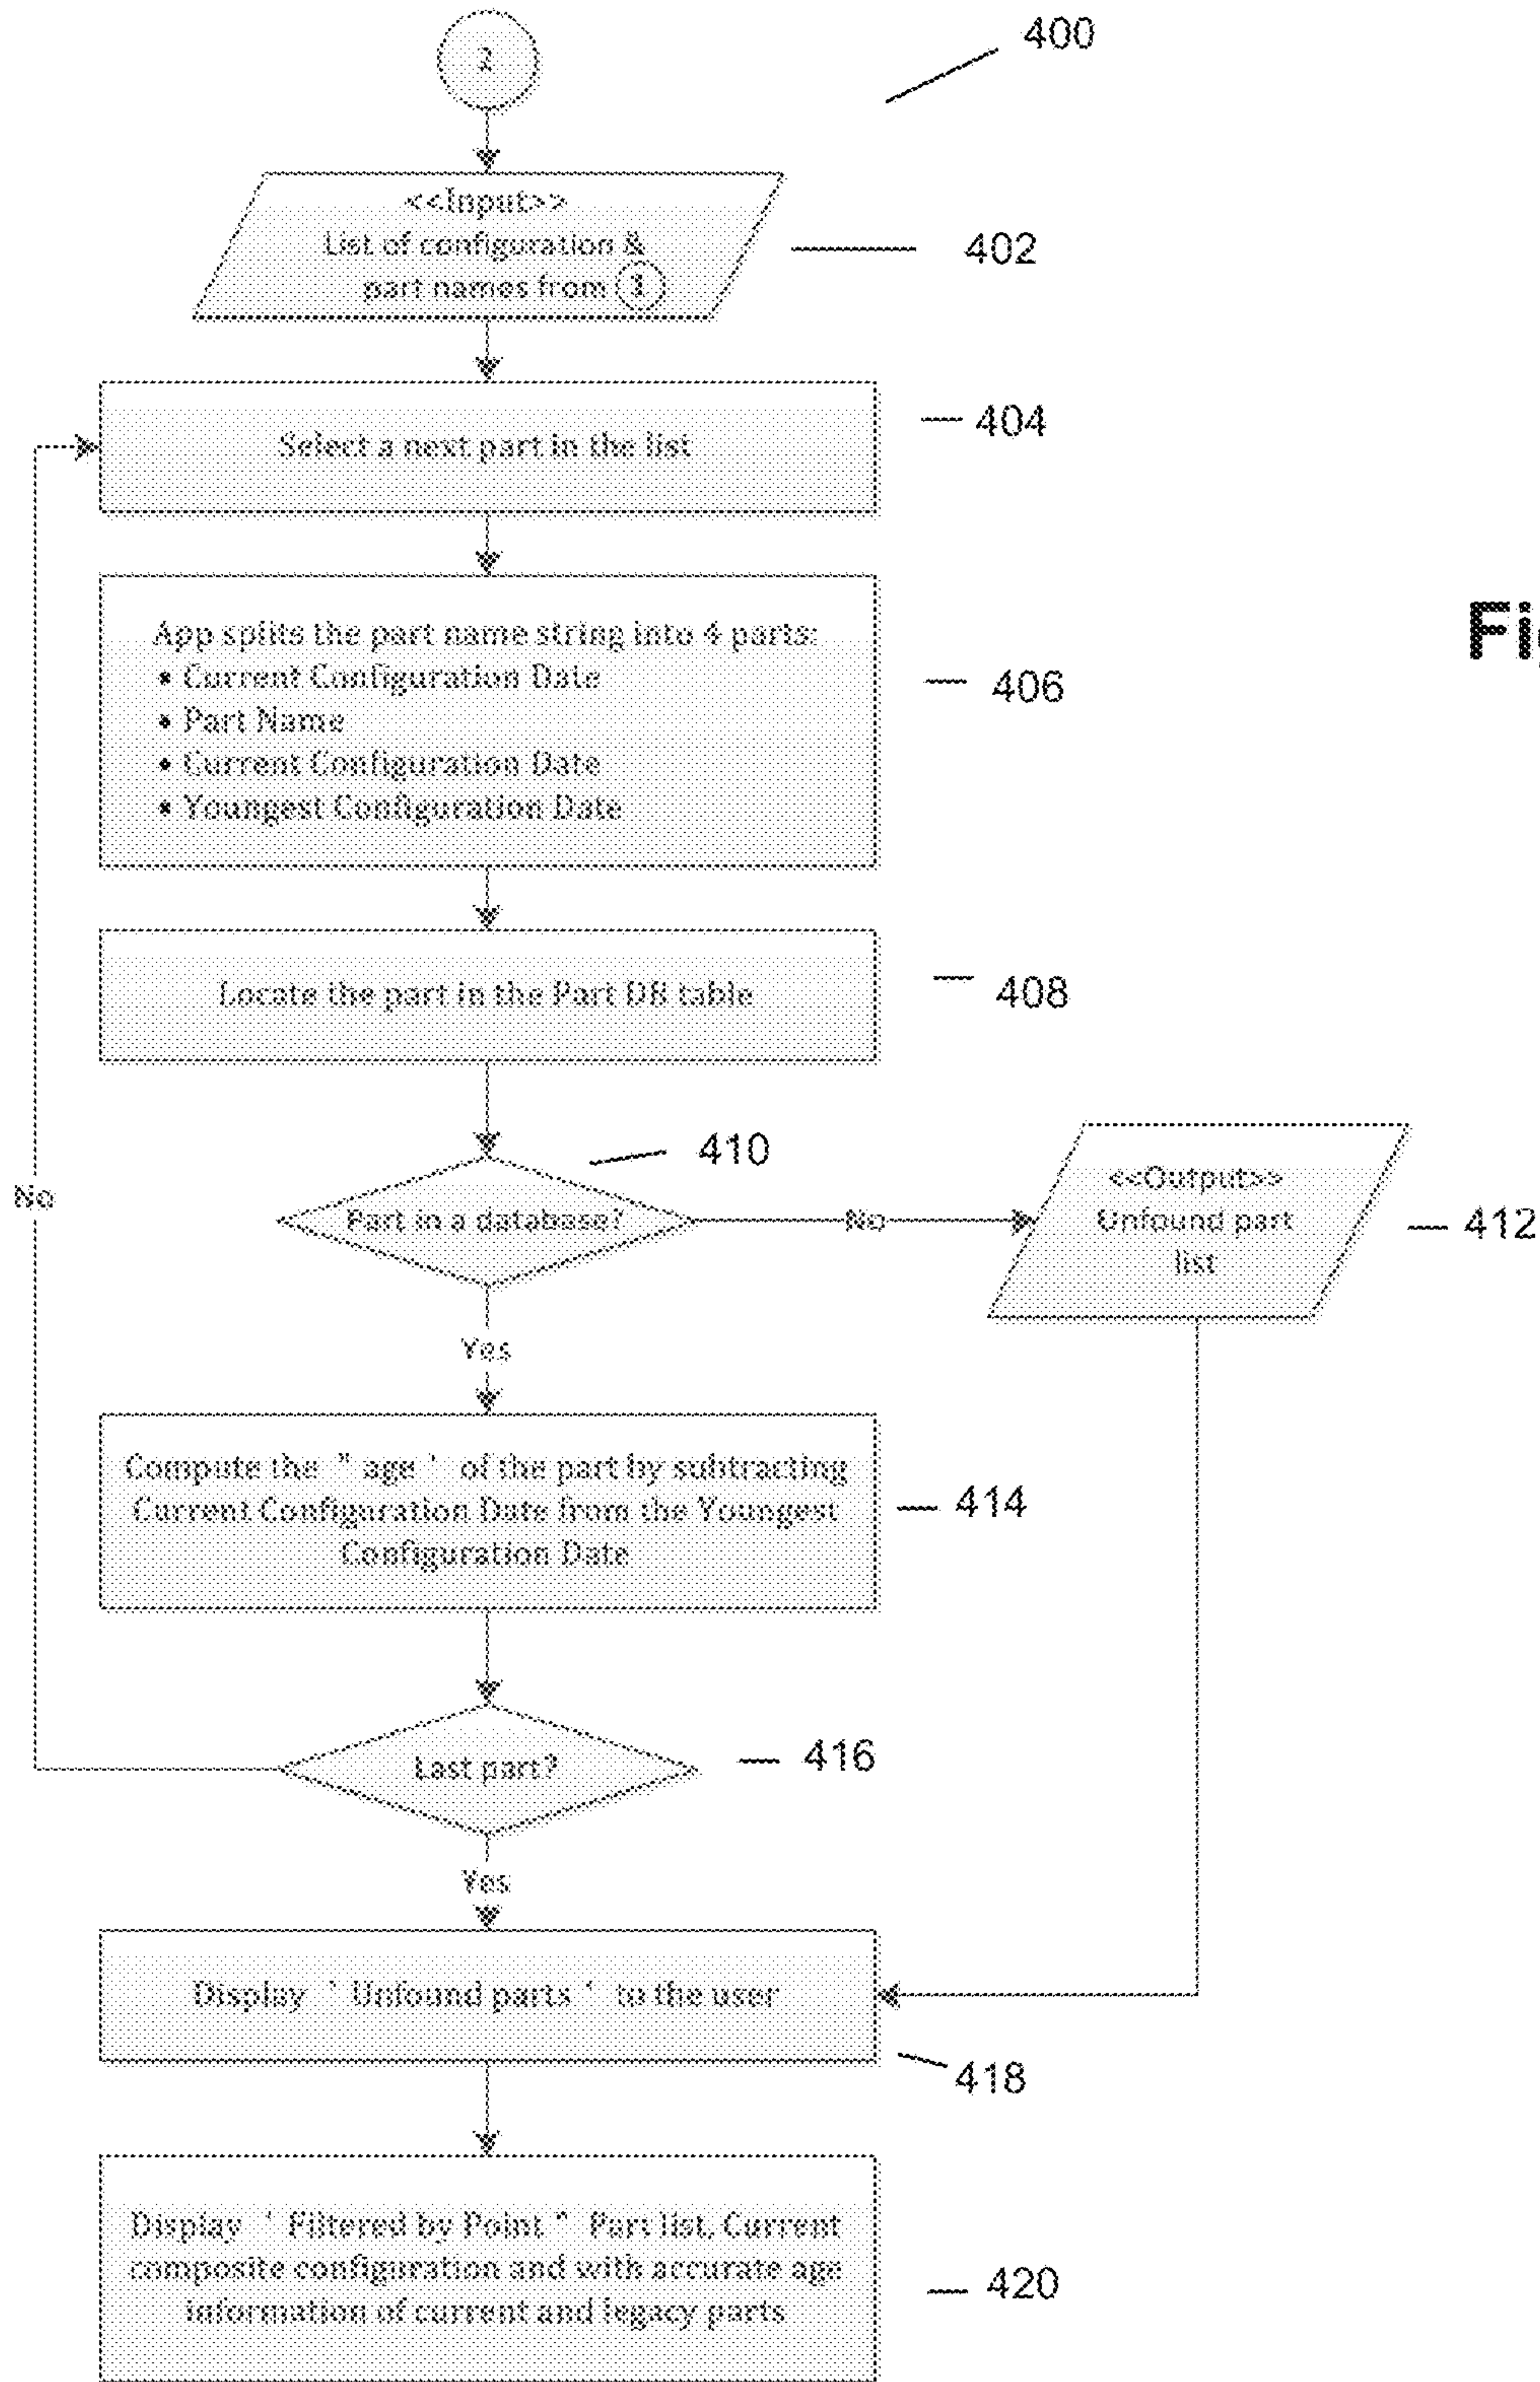 2
400
<<Input>>
List of configuration &
part names from 1
402
Select a next part in the list
404
App splits the part name string into 4 parts:
• Current Configuration Date
• Part Name
• Current Configuration Date
• Youngest Configuration Date
406
Fi
Locate the part in the Part DB table
408
410
Part in a database?
No
No
<<Output>>
Unfound part
list
412
Yes
Compute the " age ' of the part by subtracting
Current Configuration Date from the Youngest
Configuration Date
414
Last part?
416
Yes
Display ' Unfound parts ' to the user
418
Display ' Filtered by Point " Part list, Current
composite configuration and with accurate age
information of current and legacy parts
420